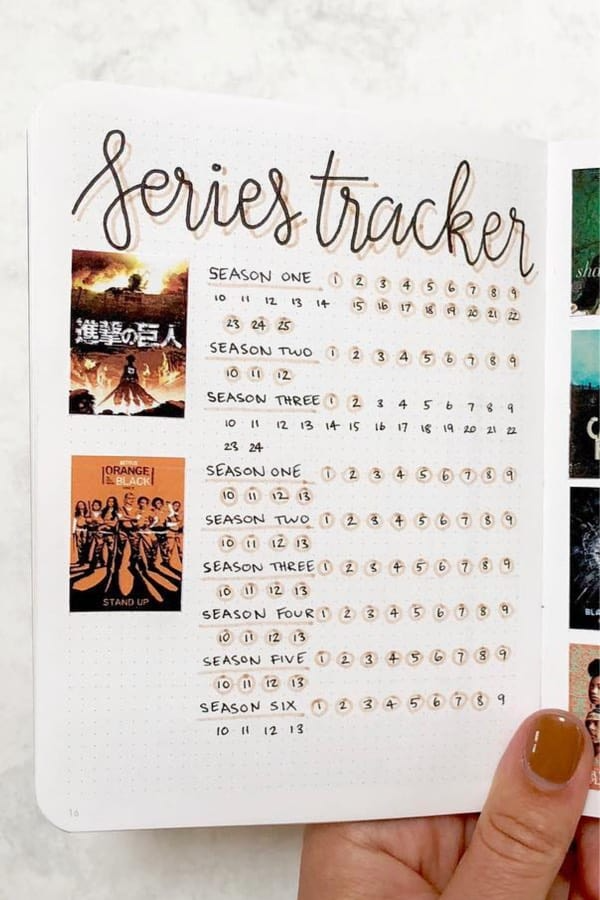 series tracker
進撃の巨人
SEASON ONE 1 2 3 4 5 6 7 8 9
10 11 12 13 14 15 16 17 18 19 20 21 22
23 24 25
SEASON TWO 1 2 3 4 5 6 7 8 9
10 11 12
SEASON THREE 1 2 3 4 5 6 7 8 9
10 11 12 13 14 15 16 17 18 19 20 21 22
23 24
NETFLIX
ORANGE
BLACK
STAND UP
SEASON ONE 1 2 3 4 5 6 7 8 9
10 11 12 13
SEASON TWO 1 2 3 4 5 6 7 8 9
10 11 12 13
SEASON THREE 1 2 3 4 5 6 7 8 9
10 11 12 13
SEASON FOUR 1 2 3 4 5 6 7 8 9
10 11 12 13
SEASON FIVE 1 2 3 4 5 6 7 8 9
10 11 12 13
SEASON SIX 1 2 3 4 5 6 7 8 9
10 11 12 13
16
sha
BLA